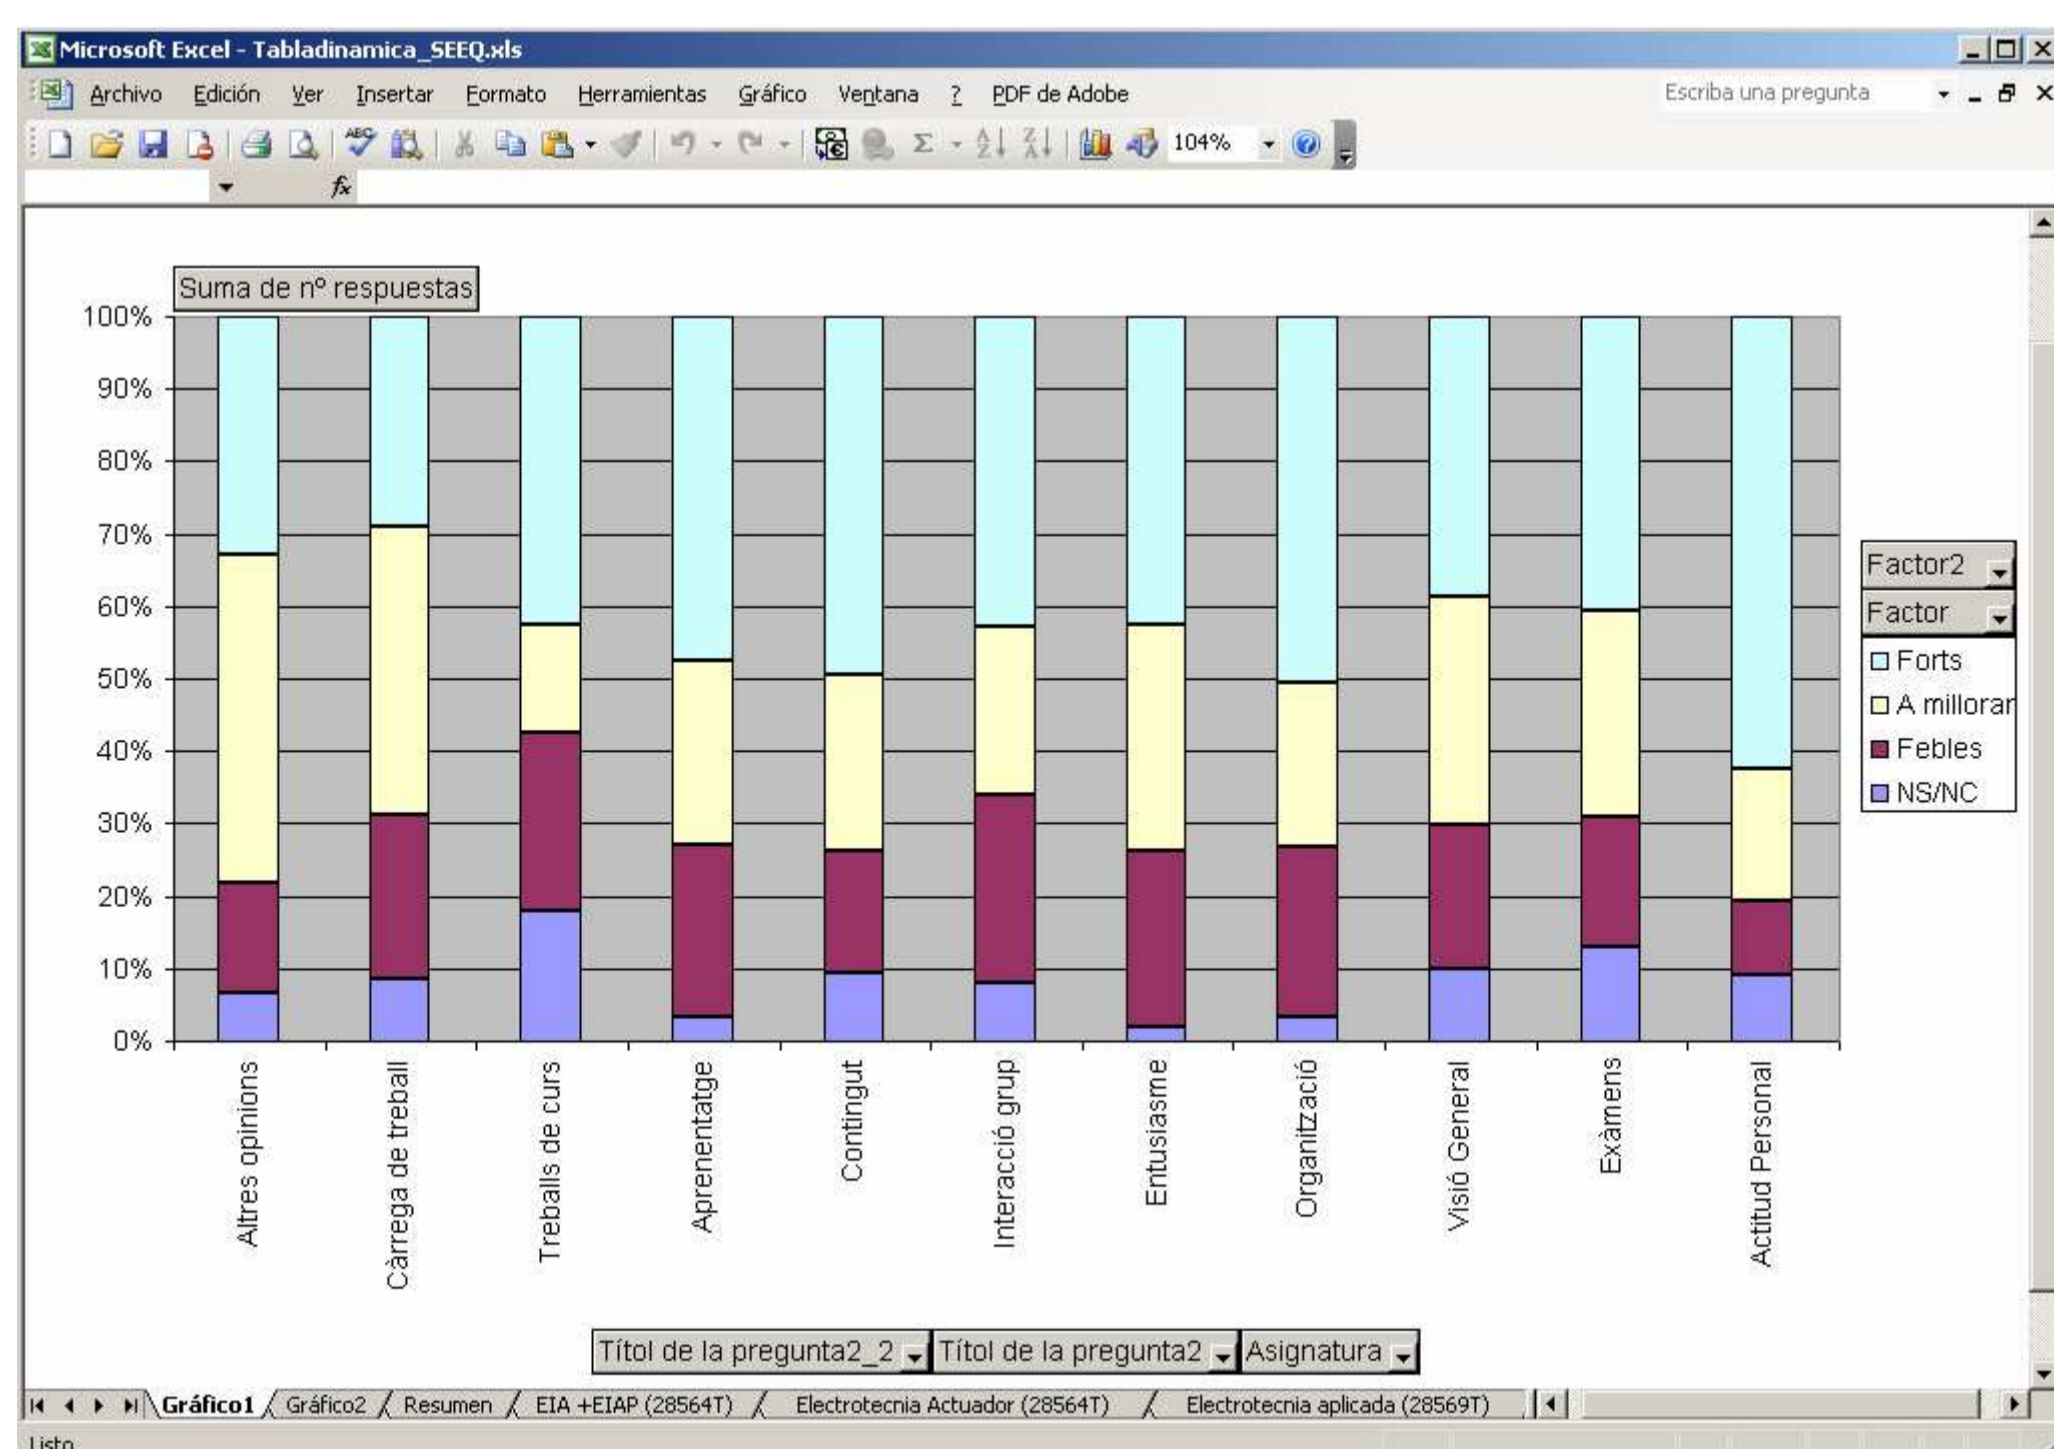 Microsoft Excel - Tabladinamica_SEEQ.xls
Archivo Edición Ver Insertar Formato Herramientas Gráfico Ventana ? PDF de Adobe Escriba una pregunta
104%
fx
Suma de nº respuestas
100%
90%
80%
70%
60%
50%
40%
30%
20%
10%
0%
Factor2
Factor
Forts
A millorar
Febles
NS/NC
Altres opinions
Càrrega de treball
Treballs de curs
Aprenentatge
Contingut
Interacció grup
Entusiasme
Organització
Visió General
Exàmens
Actitud Personal
Títol de la pregunta2_2 Títol de la pregunta2 Asignatura
Gráfico1 Gráfico2 Resumen EIA +EIAP (28564T) Electrotecnia Actuador (28564T) Electrotecnia aplicada (28569T)
Listo